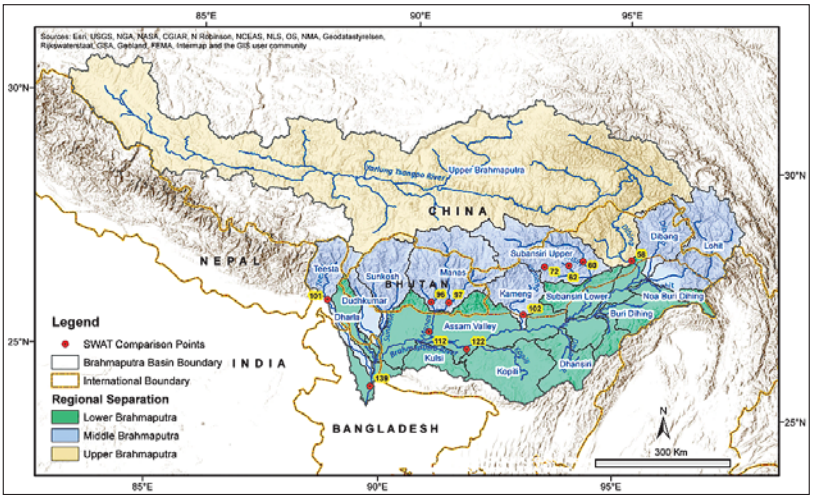 85°E
90°E
95°E
Sources: Esri, USGS, NGA, NASA, CGIAR, N Robinson, NCEAS, NLS, OS, NMA, Geodatastyrelsen,
Rijkswaterstaat, GSA, Geoland, FEMA, Intermap and the GIS user community
30°N
30°N
Yarlung Tsangpo River
Upper Brahmaputra
CHINA
NEPAL
Dibang
Lohit
58
Subansiri Upper
60
72
62
Teesta
Sunkosh
Manas
BHUTAN
Kameng
101
96
97
Dudhkumar
Subansiri Lower
Noa Buri Dihing
102
Dharla
Buri Dihing
Assam Valley
Legend
SWAT Comparison Points
Brahmaputra Basin Boundary
International Boundary
Regional Separation
Lower Brahmaputra
Middle Brahmaputra
Upper Brahmaputra
25°N
INDIA
112
122
Kulsi
Kopili
Dhansiri
139
BANGLADESH
N
300 Km
25°N
85°E
90°E
95°E